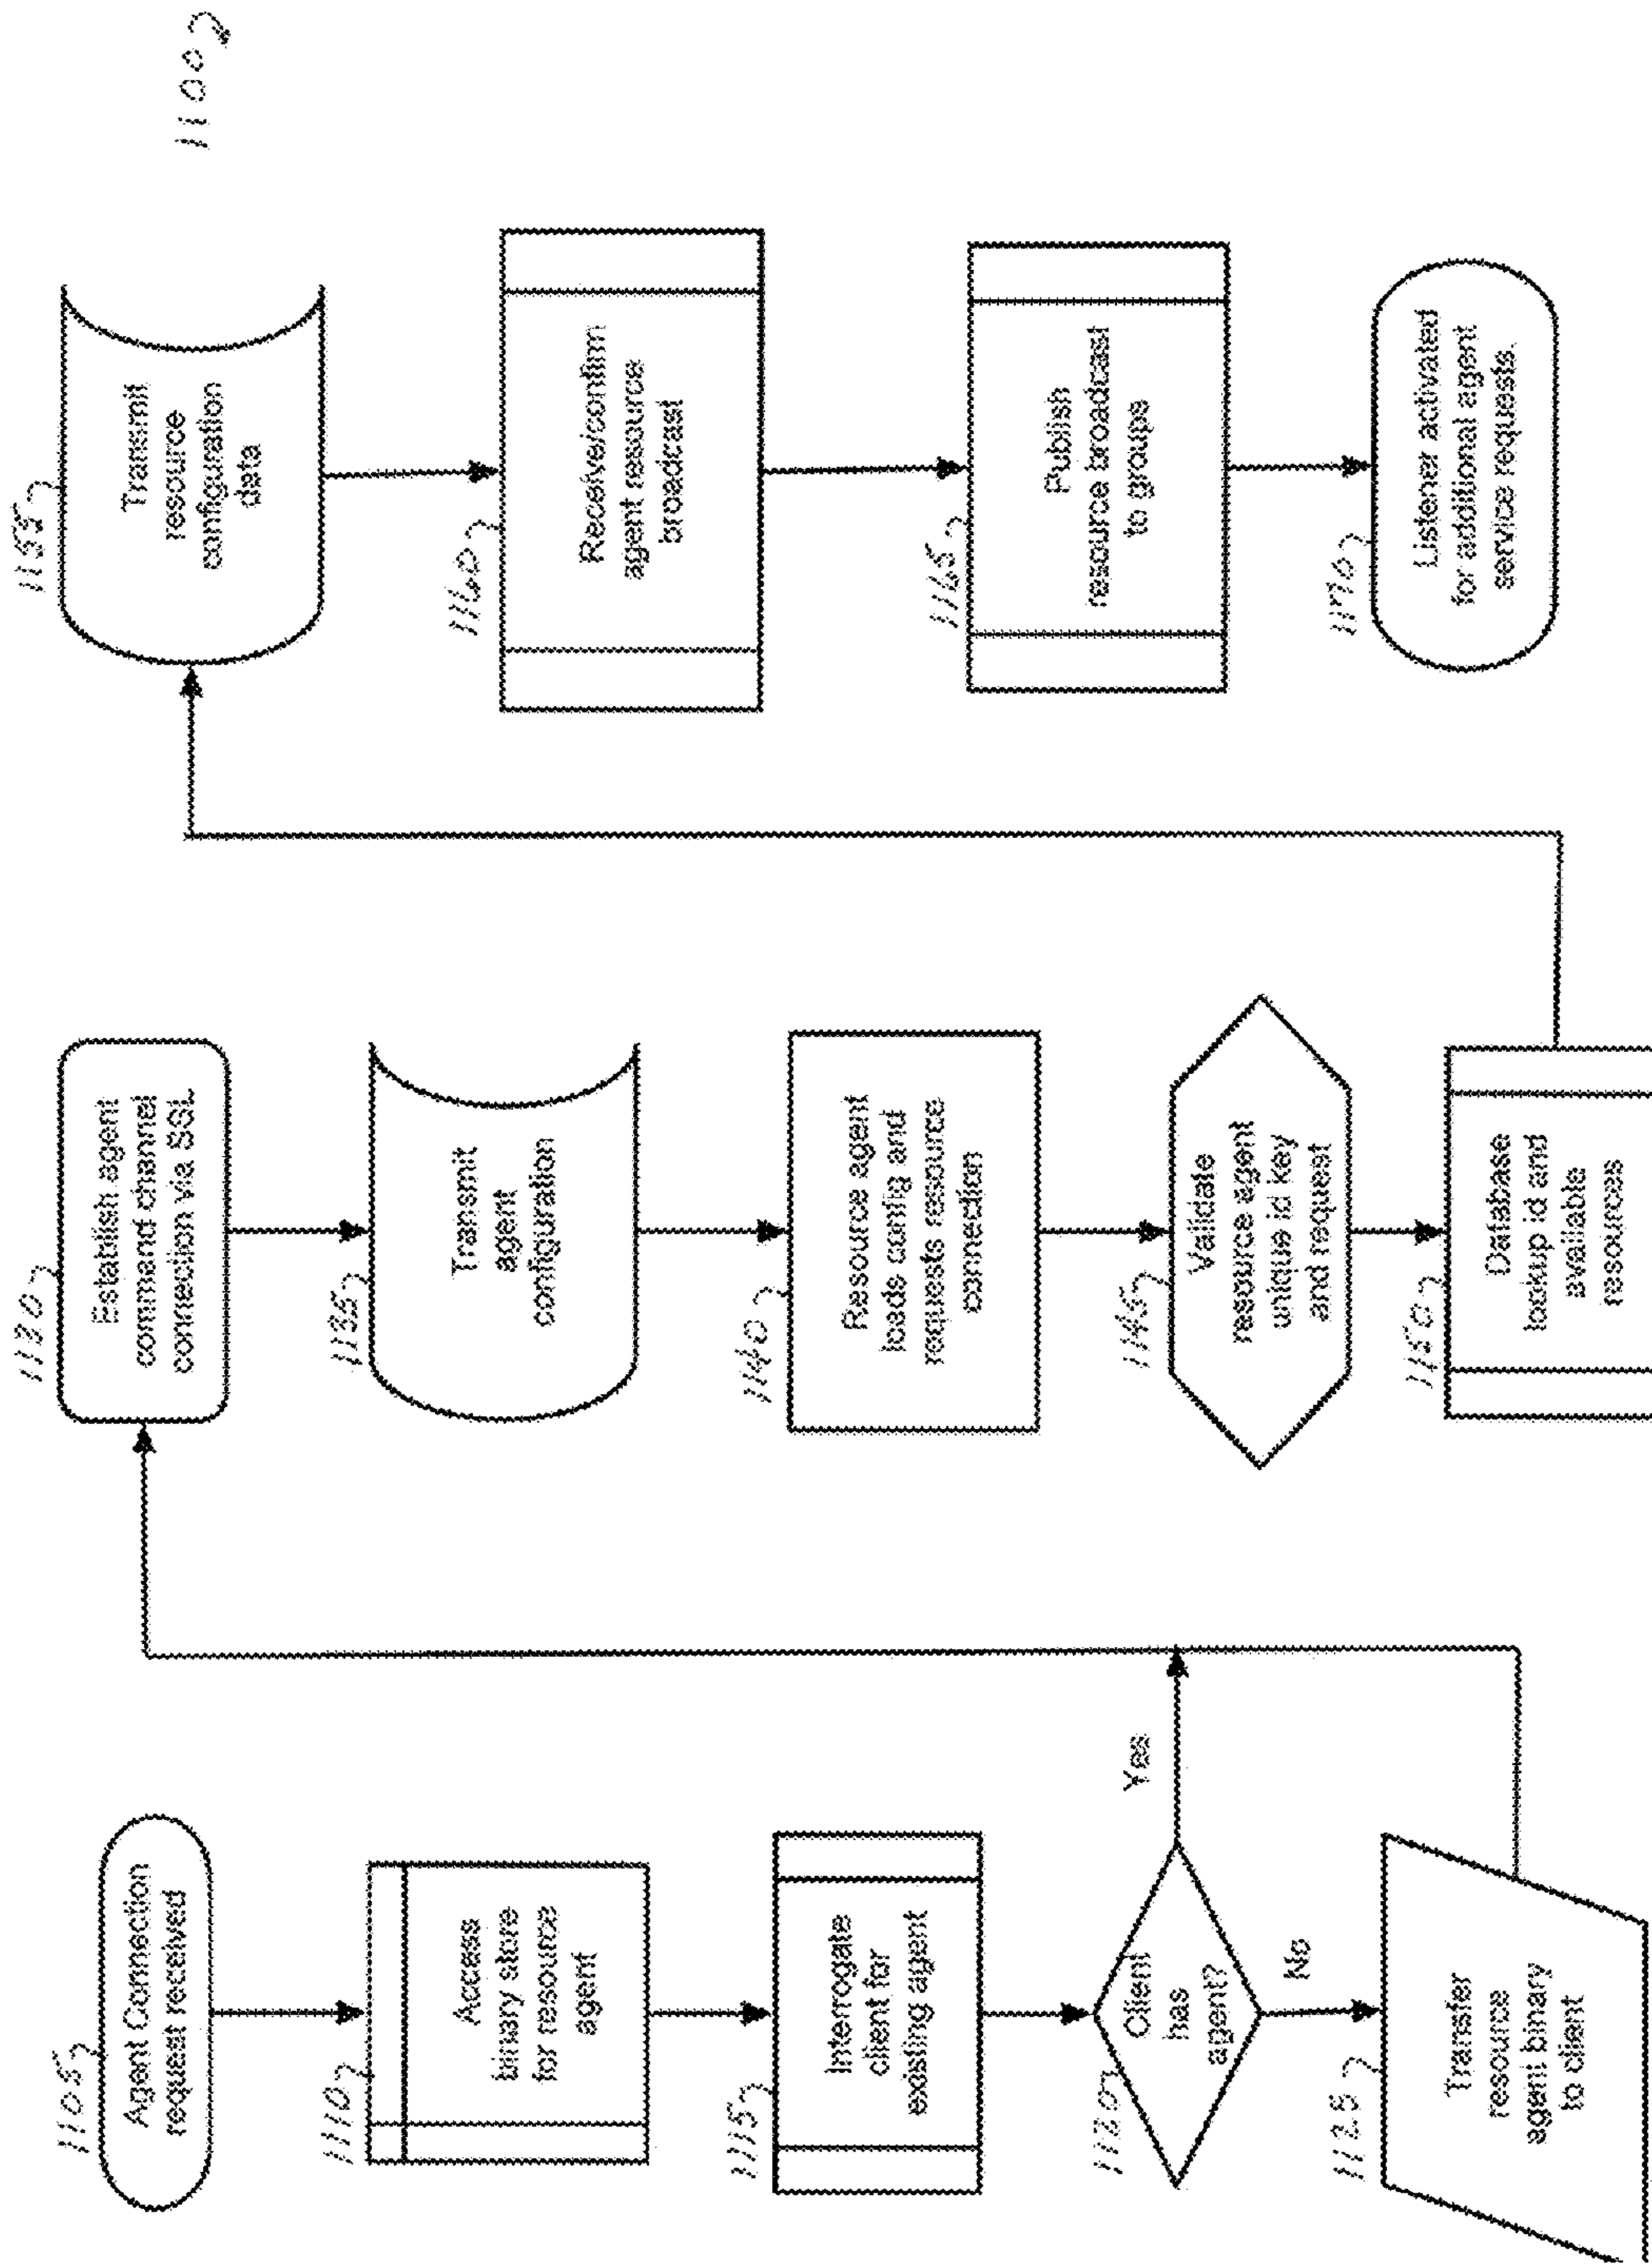 1100
1105
Agent Connection
request received
1110
Access
binary store
for resource
agent
1115
Interrogate
client for
existing agent
1120
Client
has
agent?
Yes
No
1125
Transfer
resource
agent binary
to client
1130
Establish agent
command channel
connection via SSL
1135
Transmit
agent
configuration
1140
Resource agent
loads config and
requests resource
connection
1145
Validate
resource agent
unique id key
and request
1150
Database
lookup id and
available
resources
1155
Transmit
resource
configuration
data
1160
Receive/confirm
agent resource
broadcast
1165
Publish
resource broadcast
to groups
1170
Listener activated
for additional agent
service requests.